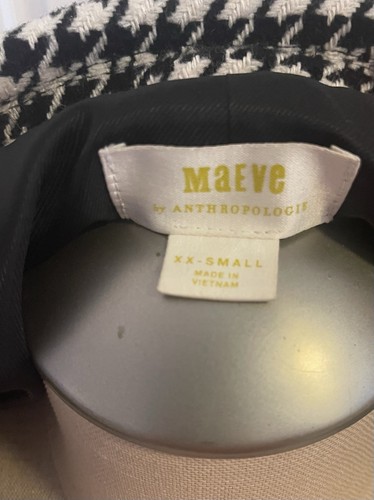 MaEVe
by ANTHROPOLOGIE
XX-SMALL
MADE IN
VIETNAM